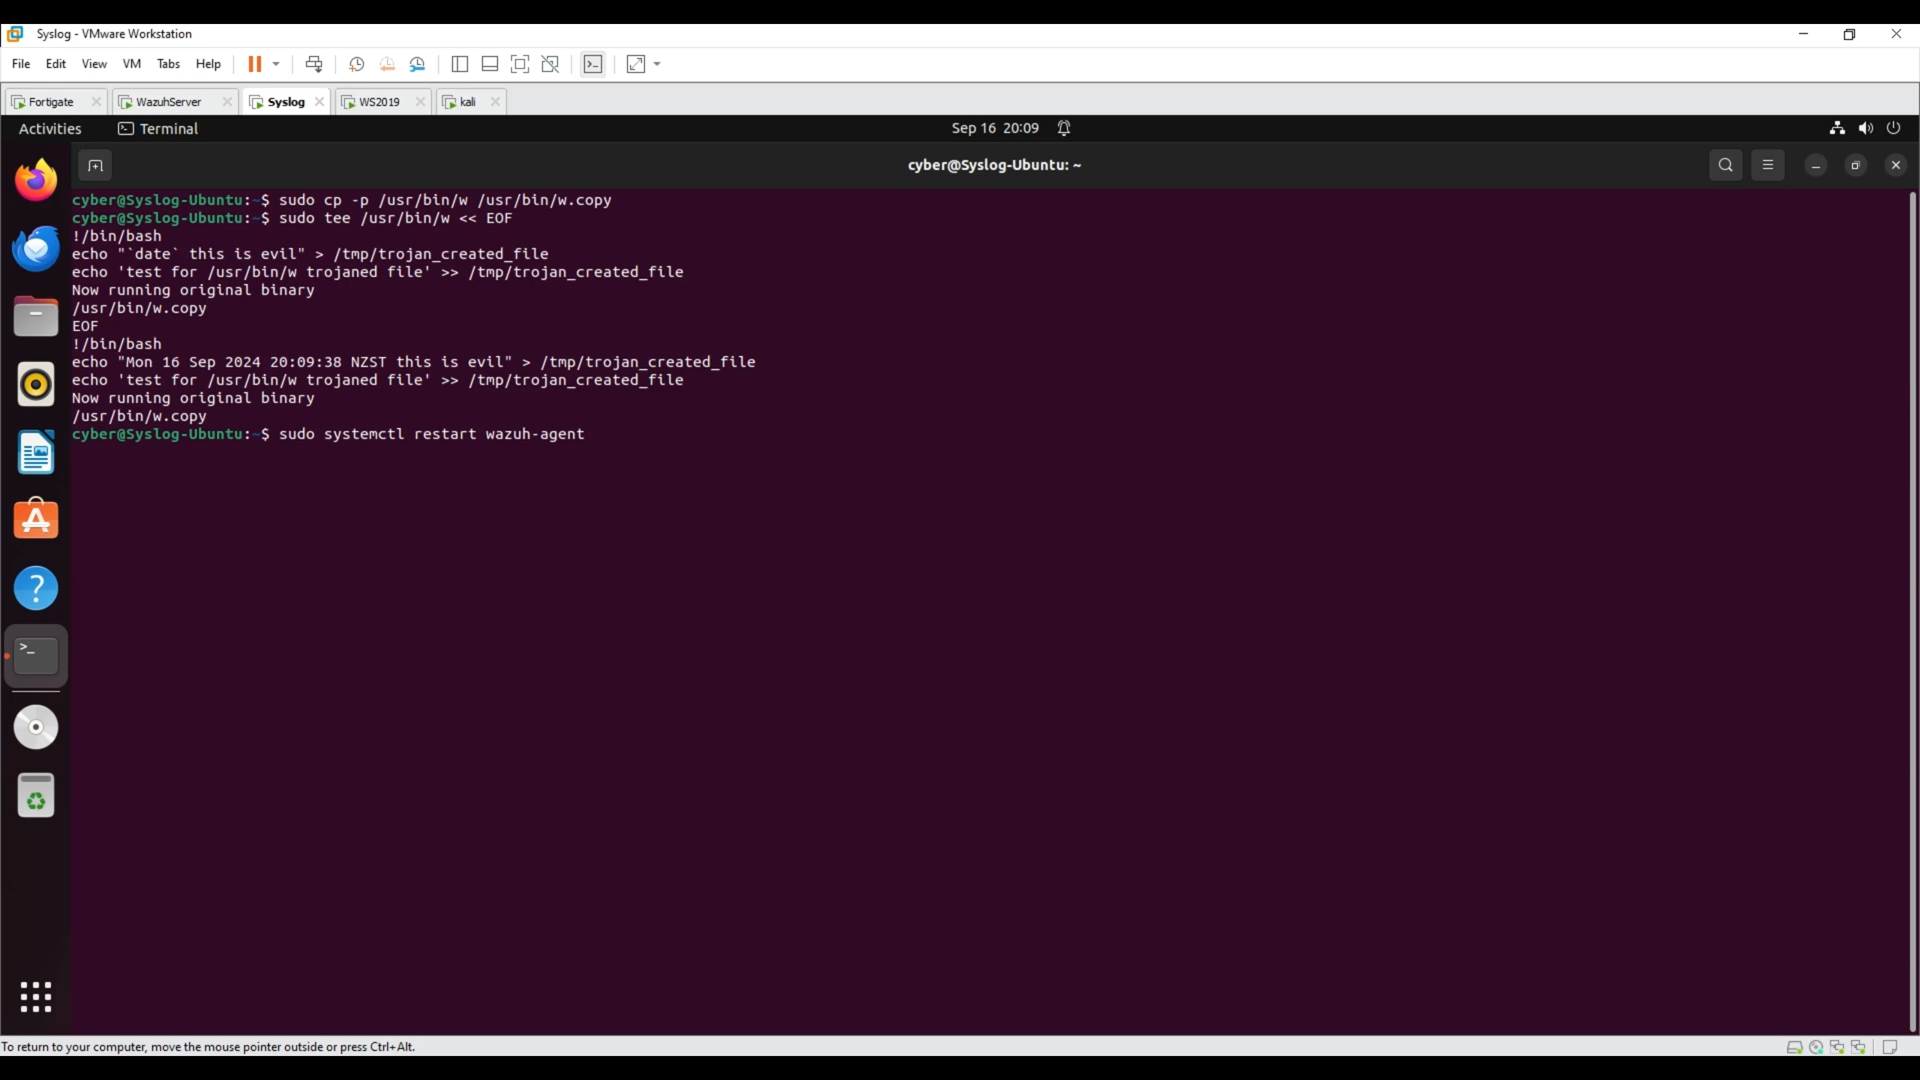 Syslog - VMware Workstation
File Edit View VM Tabs Help
Fortigate WazuhServer Syslog WS2019 kali
Activities Terminal Sep 16 20:09
cyber@Syslog-Ubuntu: ~
cyber@Syslog-Ubuntu:~$ sudo cp -p /usr/bin/w /usr/bin/w.copy
cyber@Syslog-Ubuntu:~$ sudo tee /usr/bin/w << EOF
!/bin/bash
echo "`date` this is evil" > /tmp/trojan_created_file
echo 'test for /usr/bin/w trojaned file' >> /tmp/trojan_created_file
Now running original binary
/usr/bin/w.copy
EOF
!/bin/bash
echo "Mon 16 Sep 2024 20:09:38 NZST this is evil" > /tmp/trojan_created_file
echo 'test for /usr/bin/w trojaned file' >> /tmp/trojan_created_file
Now running original binary
/usr/bin/w.copy
cyber@Syslog-Ubuntu:~$ sudo systemctl restart wazuh-agent
To return to your computer, move the mouse pointer outside or press Ctrl+Alt.